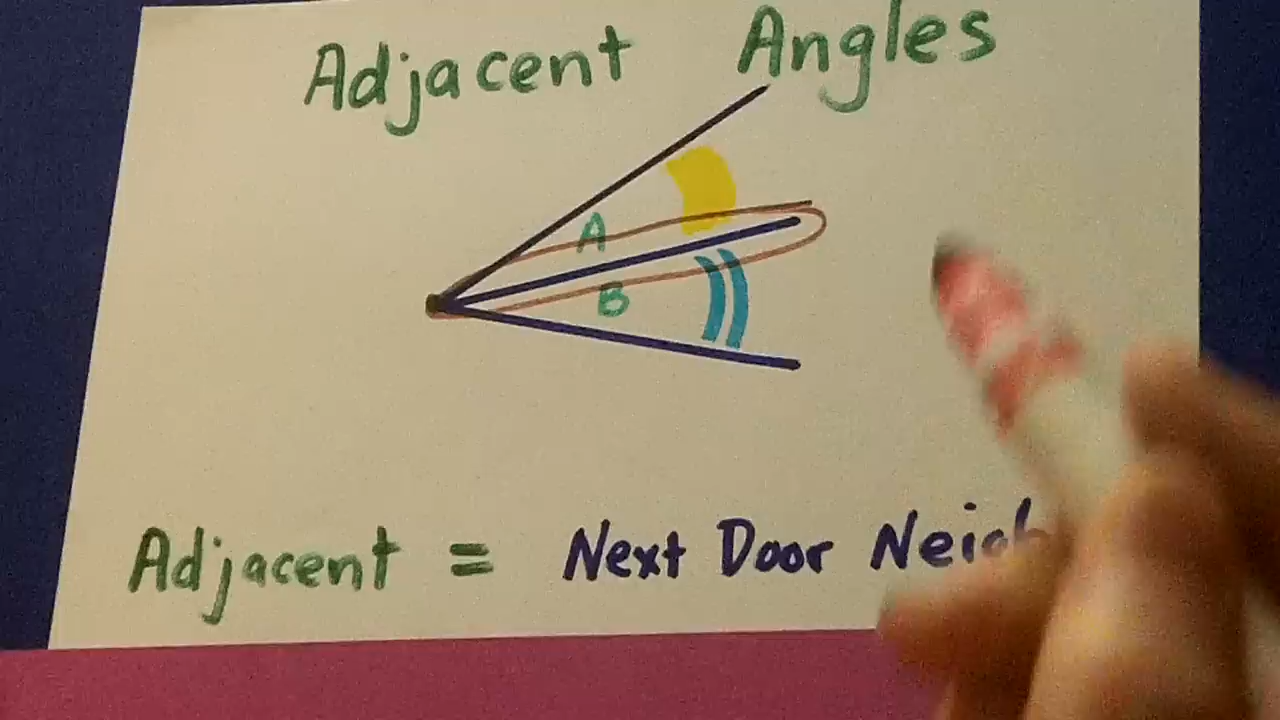 Adjacent Angles
A
B
Adjacent = Next Door